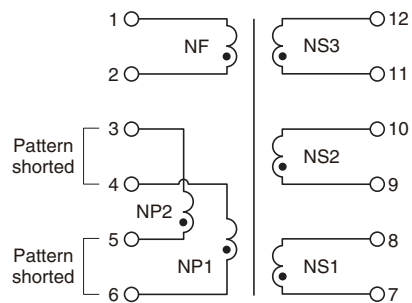 1
NF
2
NS3
12
11
3
Pattern
shorted
4
NP2
5
Pattern
shorted
NP1
6
10
NS2
9
8
NS1
7